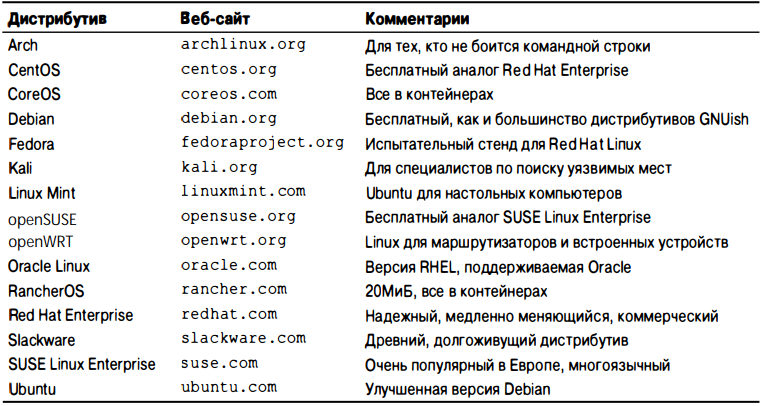 Дистрибутив Веб-сайт Комментарии
Arch archlinux.org Для тех, кто не боится командной строки
CentOS centos.org Бесплатный аналог Red Hat Enterprise
CoreOS coreos.com Все в контейнерах
Debian debian.org Бесплатный, как и большинство дистрибутивов GNUish
Fedora fedoraproject.org Испытательный стенд для Red Hat Linux
Kali kali.org Для специалистов по поиску уязвимых мест
Linux Mint linuxmint.com Ubuntu для настольных компьютеров
openSUSE opensuse.org Бесплатный аналог SUSE Linux Enterprise
openWRT openwrt.org Linux для маршрутизаторов и встроенных устройств
Oracle Linux oracle.com Версия RHEL, поддерживаемая Oracle
RancherOS rancher.com 20МиБ, все в контейнерах
Red Hat Enterprise redhat.com Надежный, медленно меняющийся, коммерческий
Slackware slackware.com Древний, долгоживущий дистрибутив
SUSE Linux Enterprise suse.com Очень популярный в Европе, многоязычный
Ubuntu ubuntu.com Улучшенная версия Debian